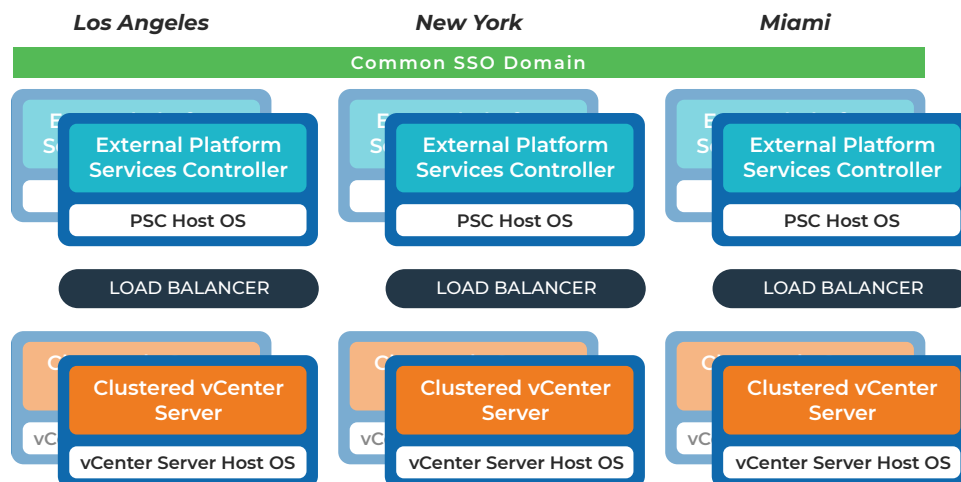 Los Angeles
New York
Miami
Common SSO Domain
External Platform
Services Controller
PSC Host OS
External Platform
Services Controller
PSC Host OS
External Platform
Services Controller
PSC Host OS
LOAD BALANCER
LOAD BALANCER
LOAD BALANCER
Clustered vCenter
Server
vCenter Server Host OS
Clustered vCenter
Server
vCenter Server Host OS
Clustered vCenter
Server
vCenter Server Host OS